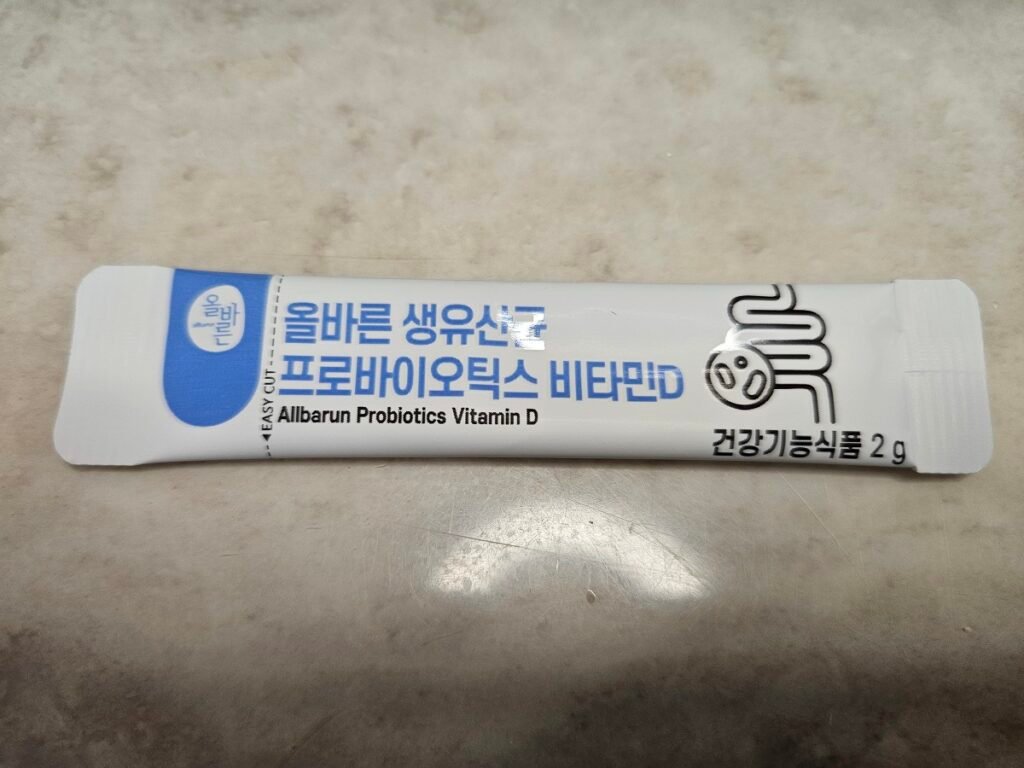 올바른
allbarun
EASY CUT
올바른 생유산균
프로바이오틱스 비타민D
Allbarun Probiotics Vitamin D
건강기능식품 2 g